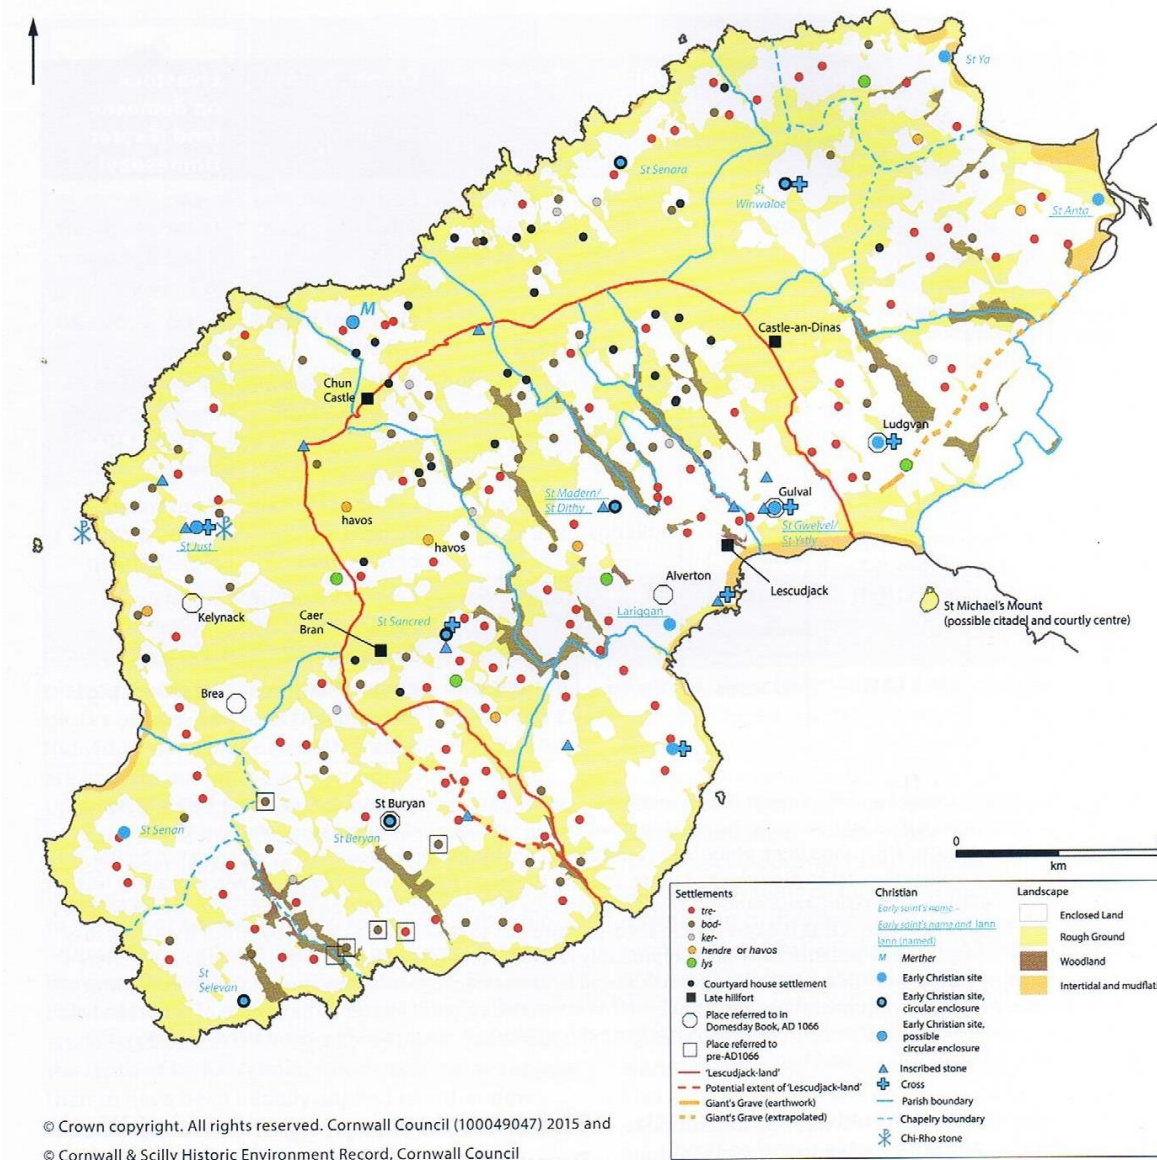 St Ya
St Senara
St
Winwaloe
St Anta
M
Castle-an-Dinas
Chun
Castle
Ludgvan
St Madern/
St Dithy
Gulval
St Gwelvel/
St Ystly
havos
havos
St Just
Alverton
Lescudjack
Kelynack
Caer
Bran
St Sancred
Lariggan
St Michael's Mount
(possible citadel and courtly centre)
Brea
St Buryan
St Beryan
St Senan
St
Selevan
0
km
Settlements
tre-
bod-
ker-
hendre or havos
lys
Courtyard house settlement
Late hillfort
Place referred to in
Domesday Book, AD 1066
Place referred to
pre-AD1066
'Lescudjack-land'
Potential extent of 'Lescudjack-land'
Giant's Grave (earthwork)
Giant's Grave (extrapolated)
Christian
Early saint's name
Early saint's name and lann
lann (named)
M Merther
Early Christian site
Early Christian site,
circular enclosure
Early Christian site,
possible
circular enclosure
Inscribed stone
Cross
Parish boundary
Chapelry boundary
Chi-Rho stone
Landscape
Enclosed Land
Rough Ground
Woodland
Intertidal and mudflats
© Crown copyright. All rights reserved. Cornwall Council (100049047) 2015 and
© Cornwall & Scilly Historic Environment Record, Cornwall Council